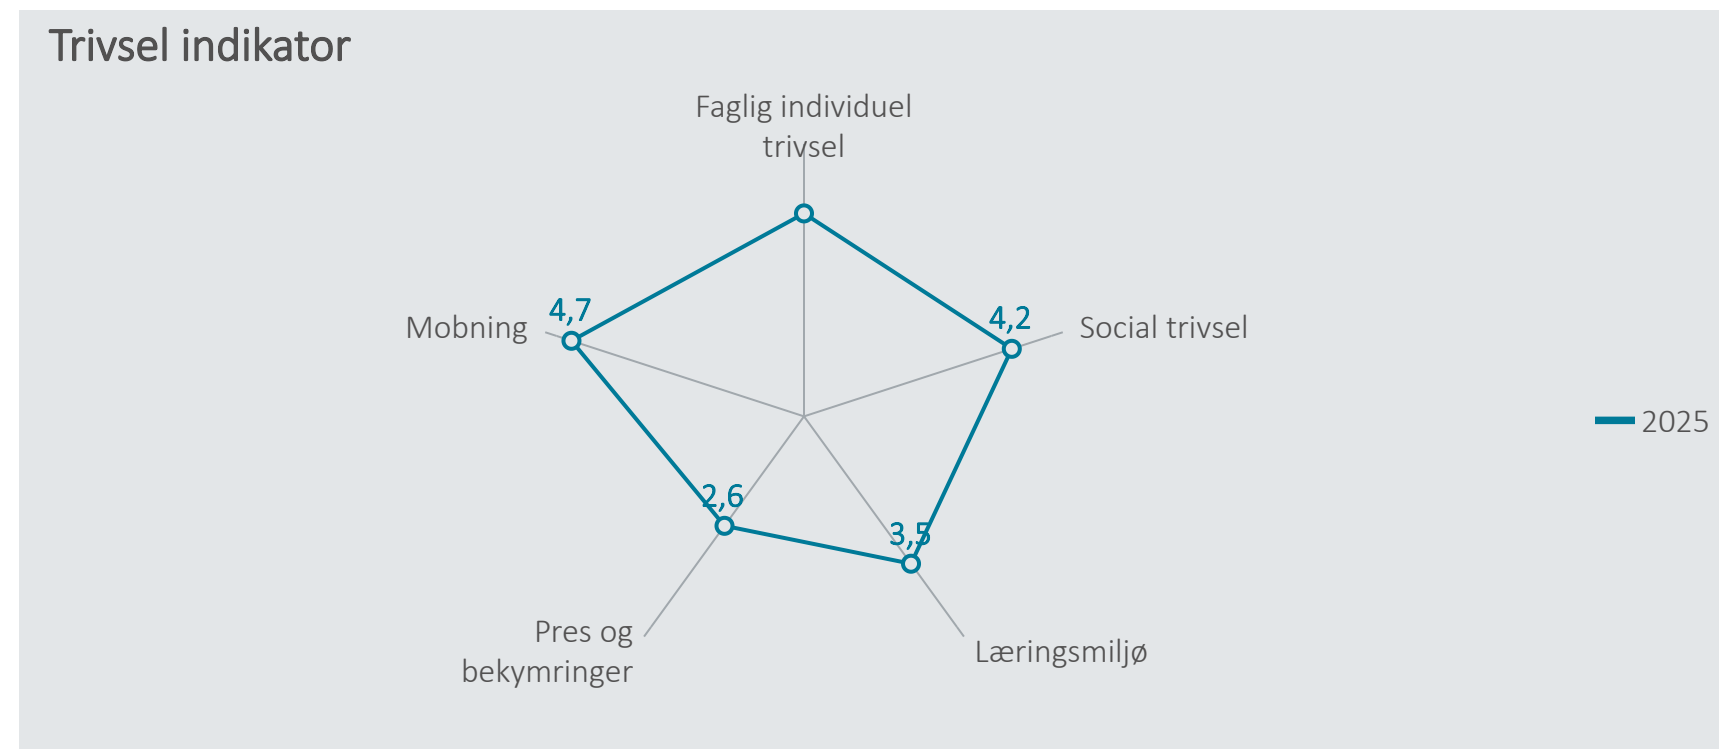 Trivsel indikator
Faglig individuel
trivsel
4,7
4,2
Mobning
Social trivsel
2025
2,6
3,5
Pres og
bekymringer
Læringsmiljø